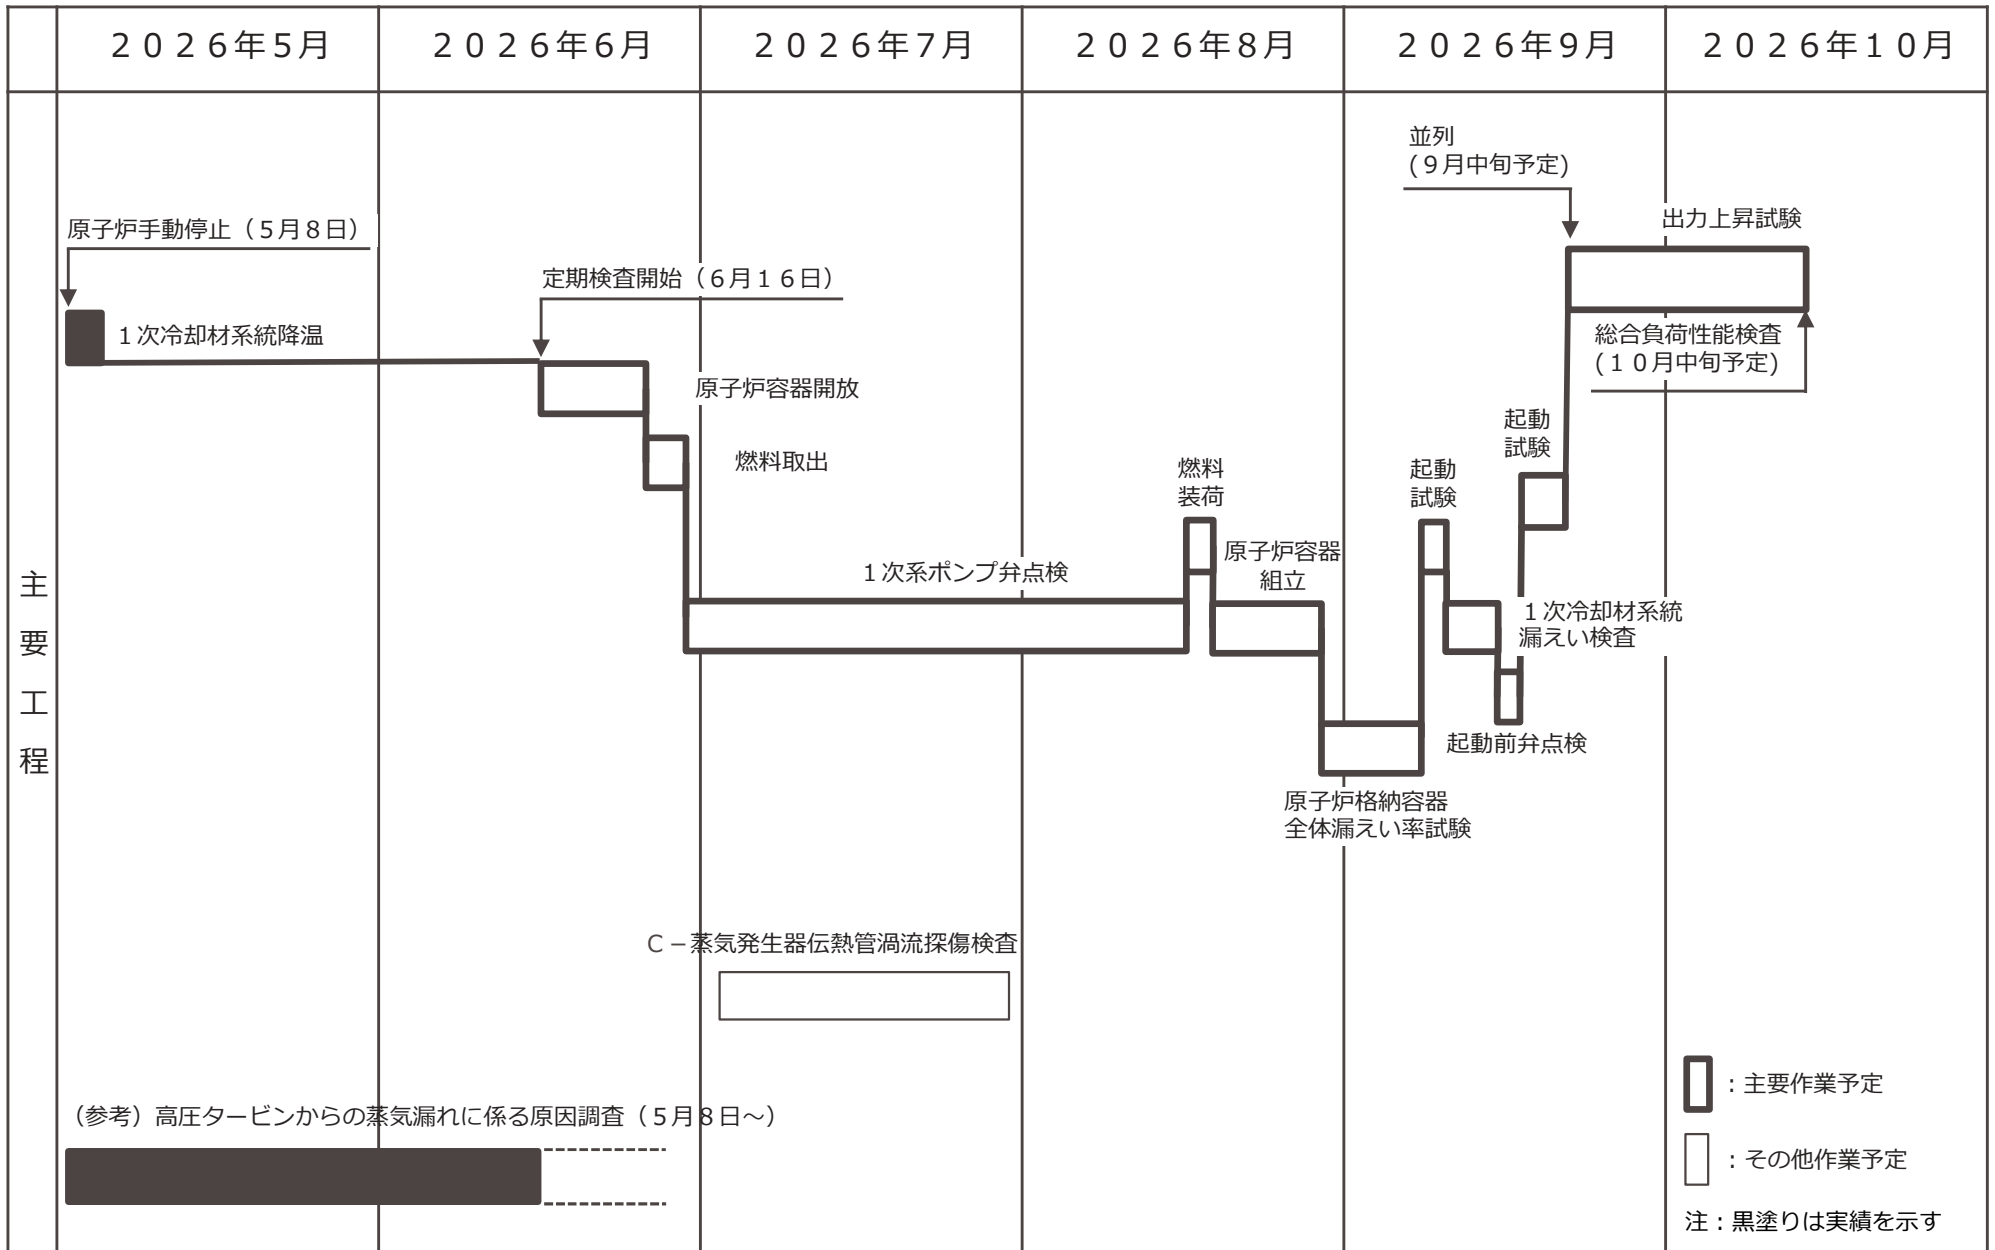 ２０２６年５月
２０２６年６月
２０２６年７月
２０２６年８月
２０２６年９月
２０２６年１０月
主要工程
原子炉手動停止（５月８日）
１次冷却材系統降温
定期検査開始（６月１６日）
原子炉容器開放
燃料取出
１次系ポンプ弁点検
燃料
装荷
原子炉容器
組立
原子炉格納容器
全体漏えい率試験
起動
試験
１次冷却材系統
漏えい検査
起動前弁点検
起動
試験
並列
(９月中旬予定)
出力上昇試験
総合負荷性能検査
(１０月中旬予定)
Ｃ－蒸気発生器伝熱管渦流探傷検査
（参考）高圧タービンからの蒸気漏れに係る原因調査（５月８日～）
：主要作業予定
：その他作業予定
注：黒塗りは実績を示す